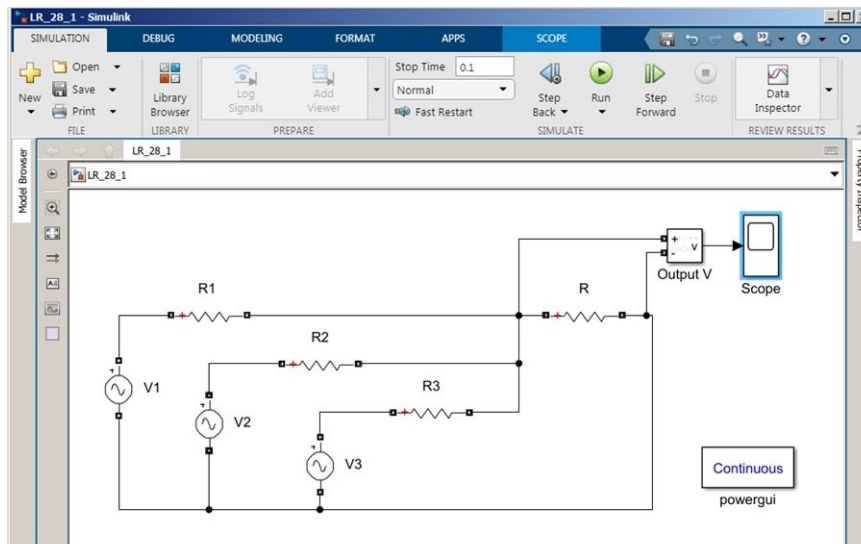 LR_28_1 - Simulink
SIMULATION DEBUG MODELING FORMAT APPS SCOPE
New
Open
Save
Print
FILE
Library Browser
LIBRARY
Log Signals
Add Viewer
PREPARE
Stop Time 0.1
Normal
Fast Restart
Step Back
Run
Step Forward
Stop
SIMULATE
Data Inspector
REVIEW RESULTS
Model Browser
LR_28_1
LR_28_1
Property Inspector
+
-
v
Output V
Scope
R1
R
R2
R3
V1
V2
V3
Continuous
powergui